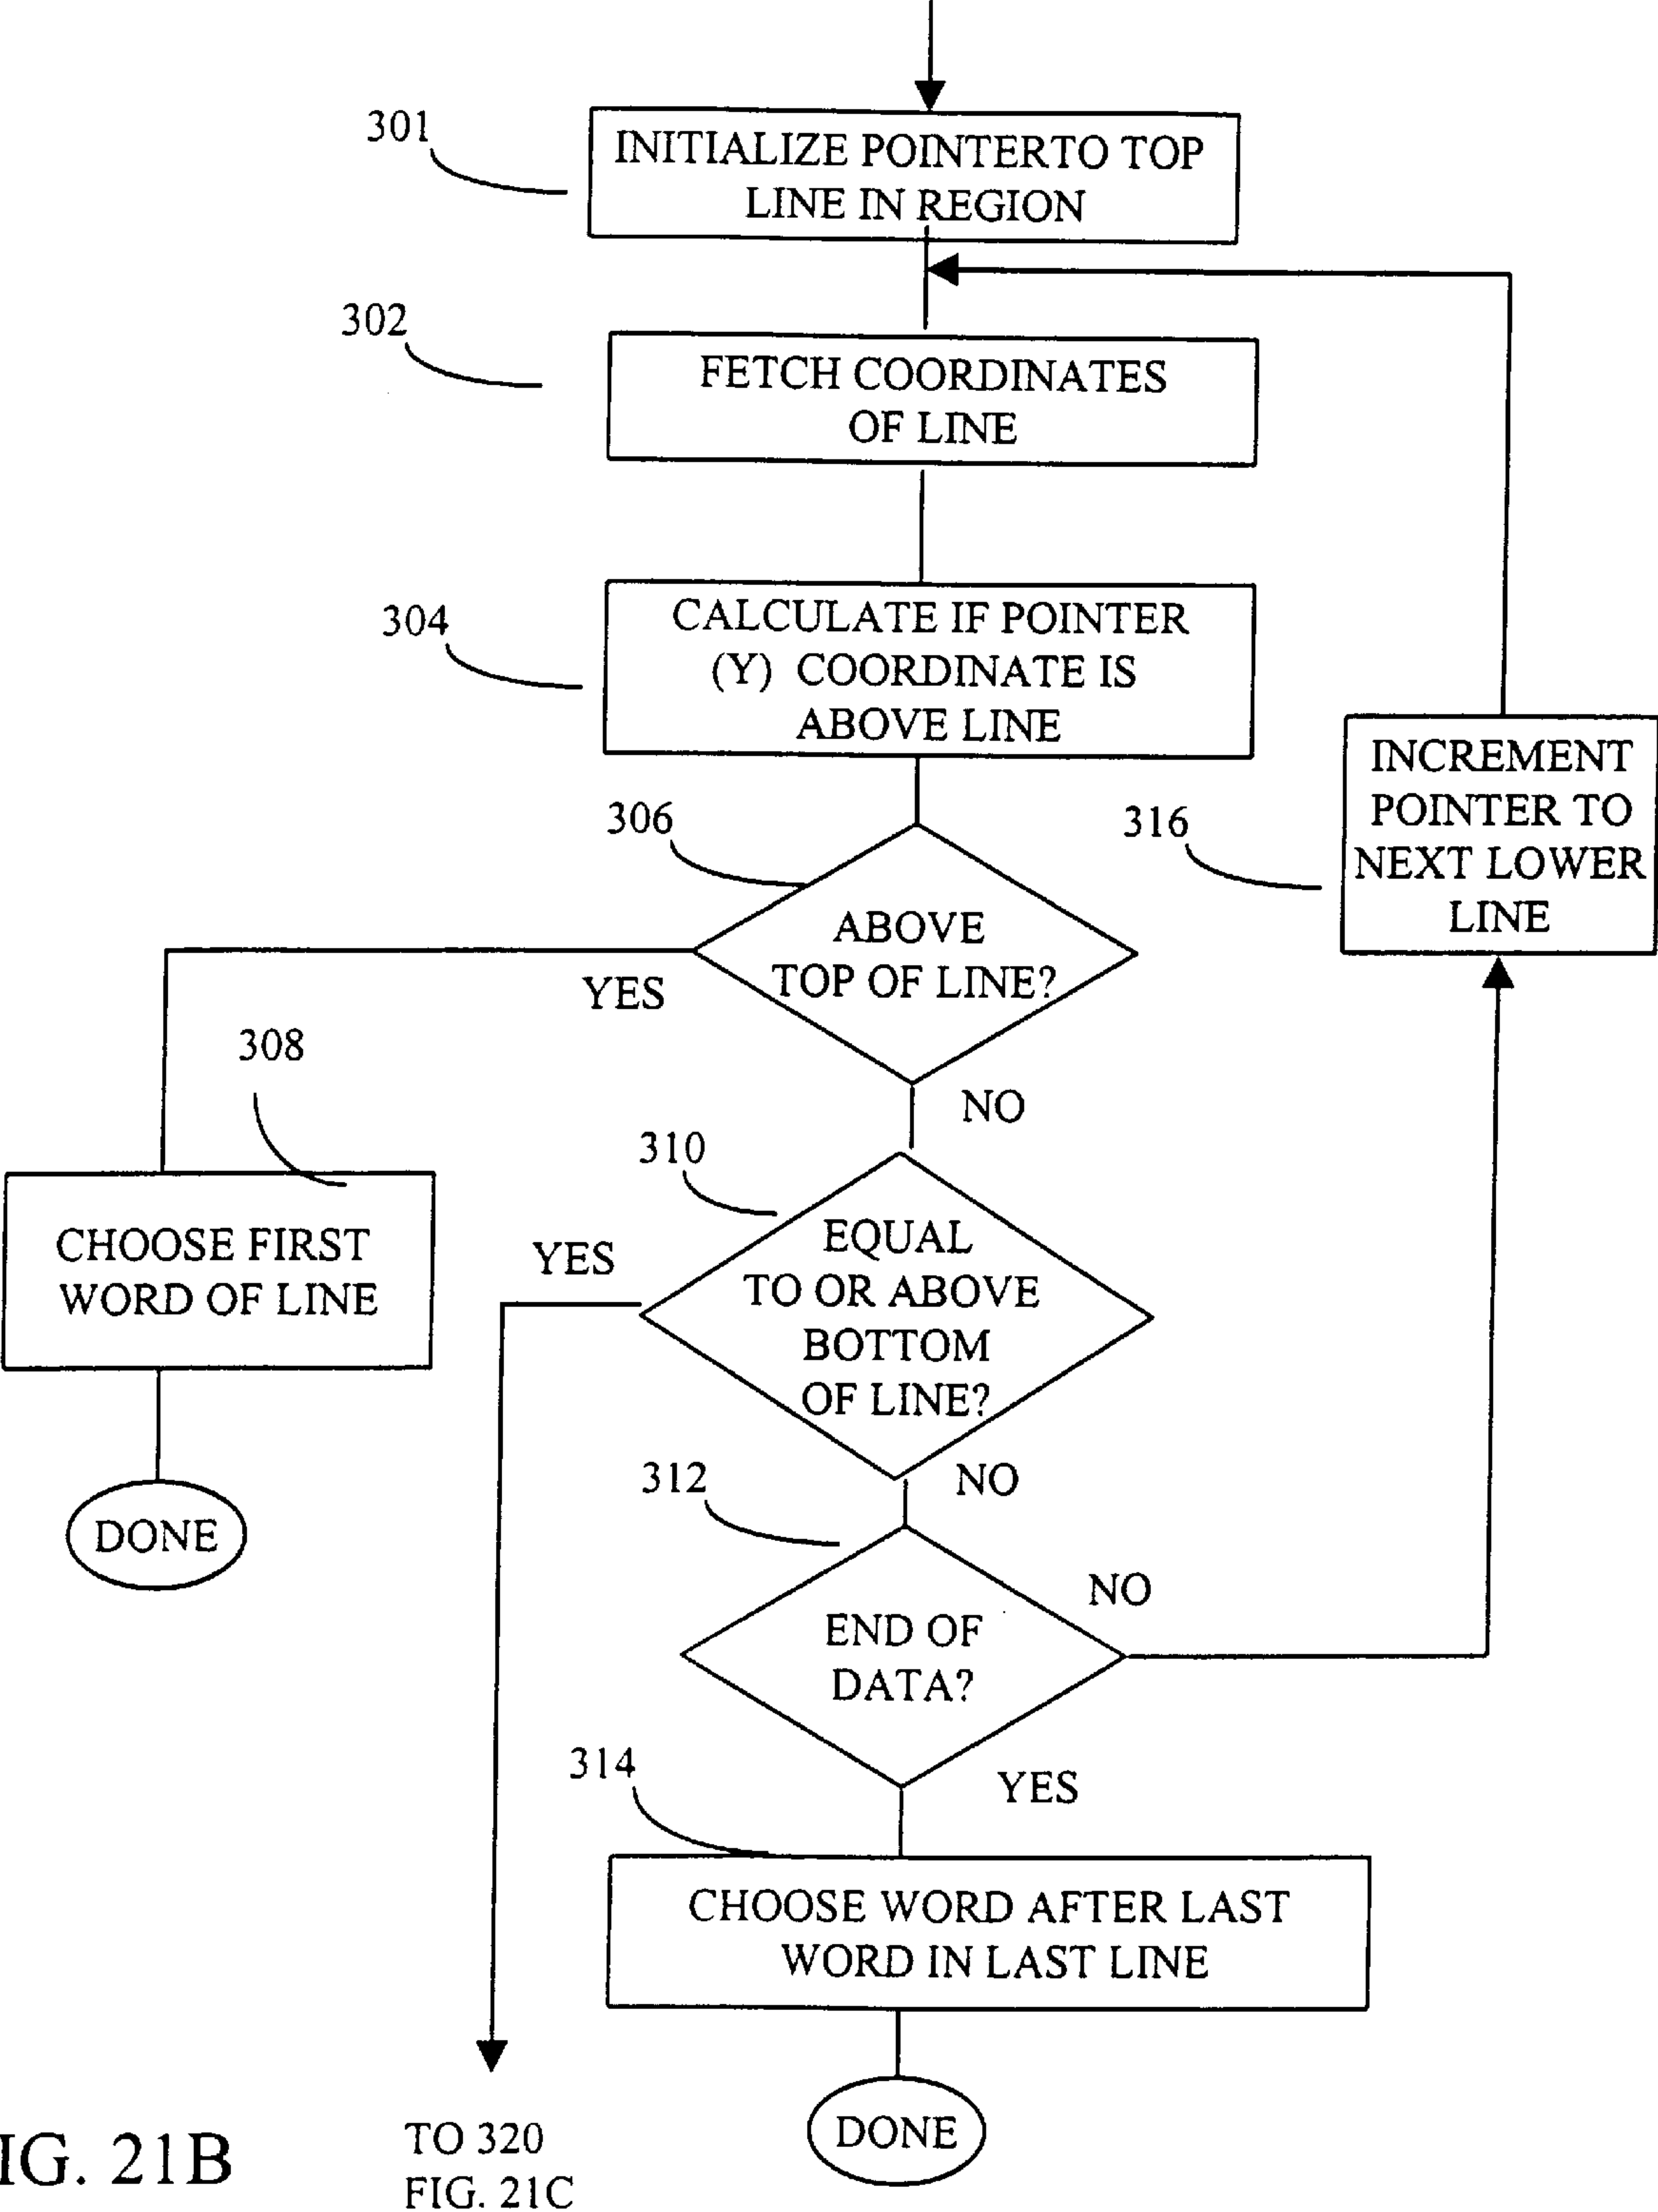 301
INITIALIZE POINTERTO TOP
LINE IN REGION
302
FETCH COORDINATES
OF LINE
304
CALCULATE IF POINTER
(Y) COORDINATE IS
ABOVE LINE
316
INCREMENT
POINTER TO
NEXT LOWER
LINE
306
ABOVE
TOP OF LINE?
YES
NO
308
CHOOSE FIRST
WORD OF LINE
DONE
310
EQUAL
TO OR ABOVE
BOTTOM
OF LINE?
YES
NO
312
END OF
DATA?
NO
YES
314
CHOOSE WORD AFTER LAST
WORD IN LAST LINE
DONE
TO 320
FIG. 21C
IG. 21B